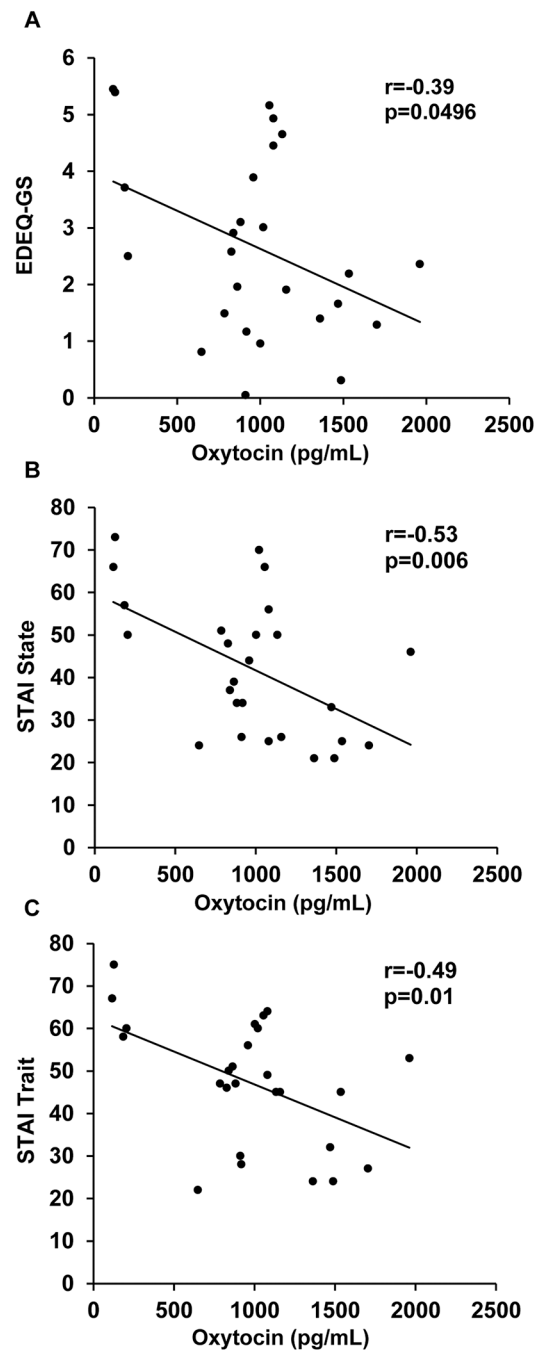 A
6
5
4
3
2
1
0
EDEQ-GS
r=-0.39
p=0.0496
0 500 1000 1500 2000 2500
Oxytocin (pg/mL)
B
80
70
60
50
40
30
20
10
0
STAI State
r=-0.53
p=0.006
0 500 1000 1500 2000 2500
Oxytocin (pg/mL)
C
80
70
60
50
40
30
20
10
0
STAI Trait
r=-0.49
p=0.01
0 500 1000 1500 2000 2500
Oxytocin (pg/mL)